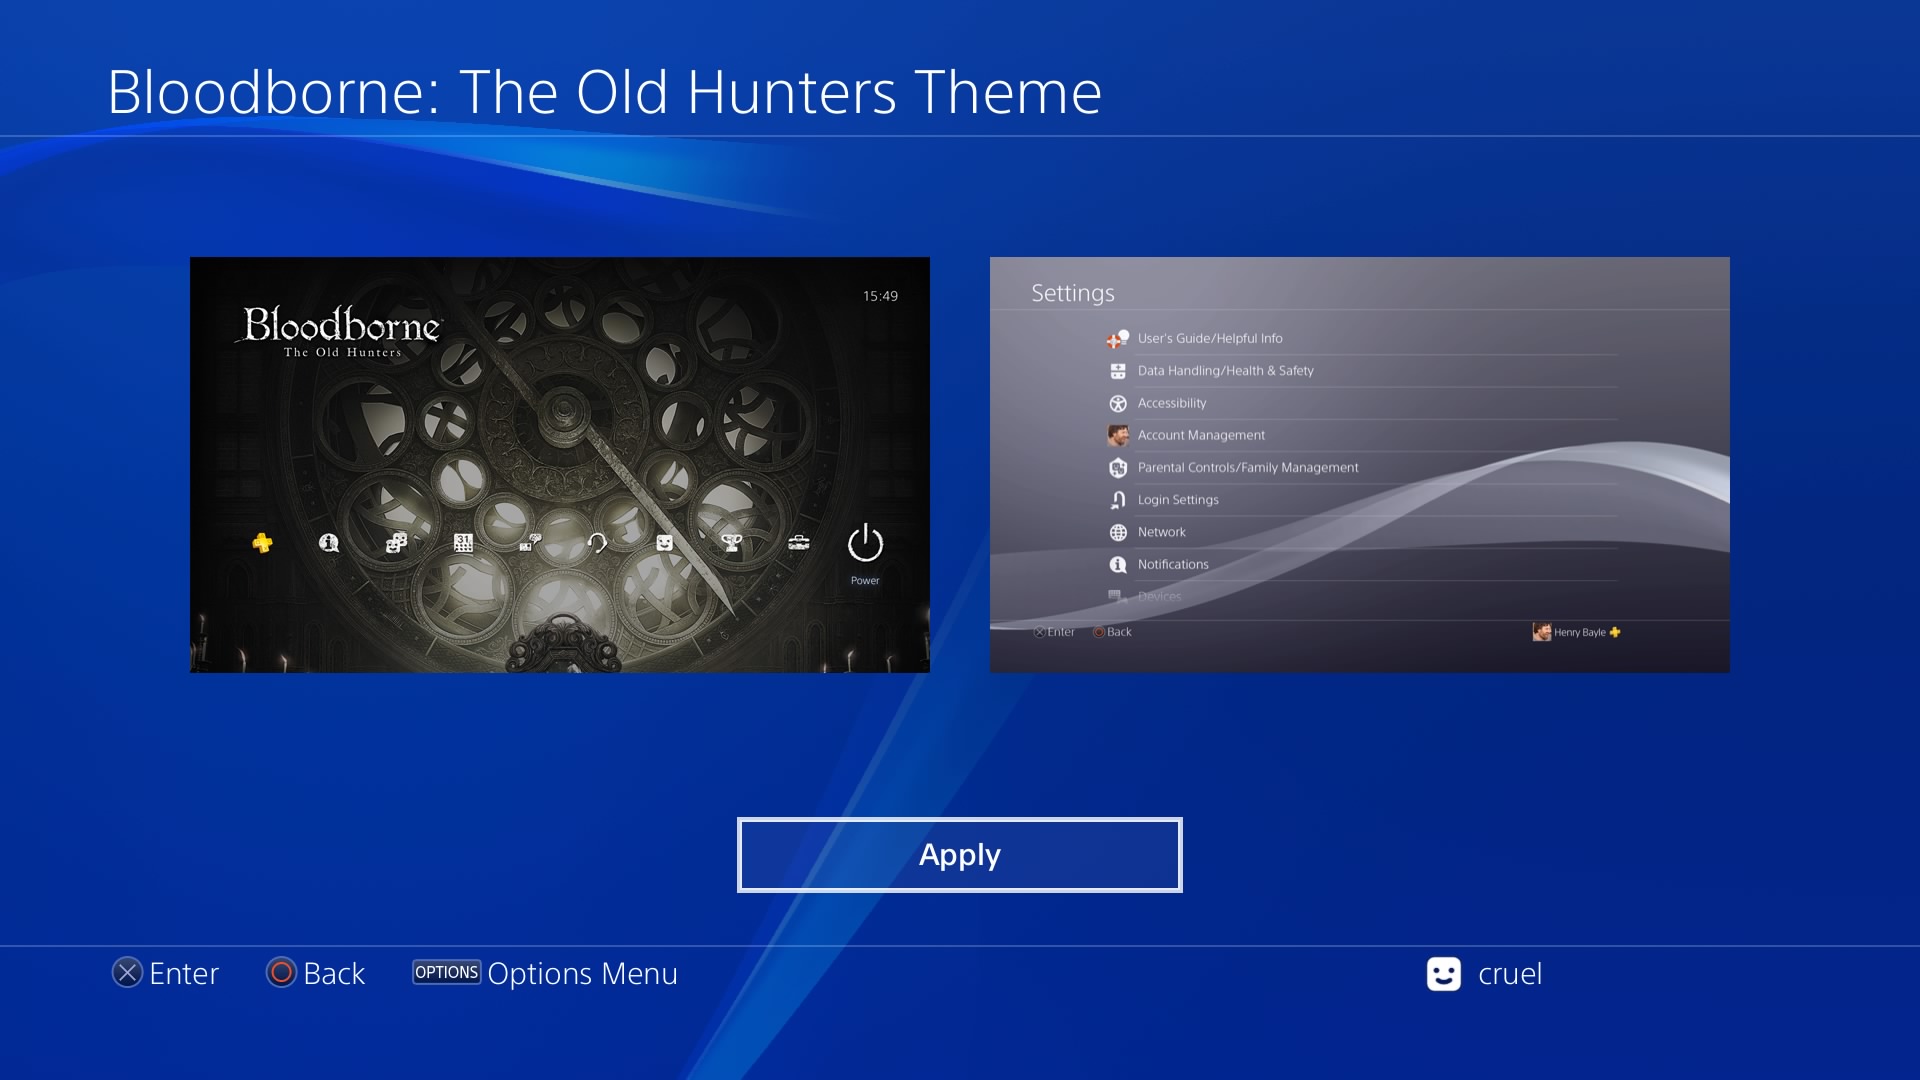 Bloodborne: The Old Hunters Theme
15:49
Bloodborne
The Old Hunters
31
Power
Settings
User's Guide/Helpful Info
Data Handling/Health & Safety
Accessibility
Account Management
Parental Controls/Family Management
Login Settings
Network
Notifications
Devices
Enter
Back
Henry Bayle
Apply
Enter
Back
OPTIONS Options Menu
cruel